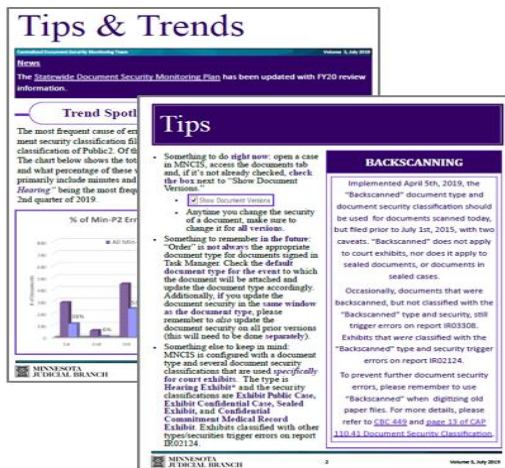 Tips & Trends
Centralized Document Security Monitoring Team
Volume 3, July 2019
News
The Statewide Document Security Monitoring Plan has been updated with FY20 review
information.
Trend Spotl
The most frequent cause of er
ment security classification fil
classification of Public2. Of th
The chart below shows the tot
and what percentage of these
primarily include minutes and
Hearing" being the most freq
2nd quarter of 2019.
% of Min-P2 Err
MINNESOTA
JUDICIAL BRANCH
Tips
• Something to do right now: open a case
in MNCIS, access the documents tab
and, if it's not already checked, check
the box next to "Show Document
Versions."
• Show Document Versions
• Anytime you change the security
of a document, make sure to
change it for all versions.
• Something to remember in the future:
"Order" is not always the appropriate
document type for documents signed in
Task Manager. Check the default
document type for the event to which
the document will be attached and
update the document type accordingly.
Additionally, if you update the
document security in the same window
as the document type, please
remember to also update the
document security on all prior versions
(this will need to be done separately).
• Something else to keep in mind:
MNCIS is configured with a document
type and several document security
classifications that are used specifically
for court exhibits. The type is
Hearing Exhibit* and the security
classifications are Exhibit Public Case,
Exhibit Confidential Case, Sealed
Exhibit, and Confidential
Commitment Medical Record
Exhibit. Exhibits classified with other
types/securities trigger errors on report
IR02124.
BACKSCANNING
Implemented April 5th, 2019, the
"Backscanned" document type and
document security classification should
be used for documents scanned today,
but filed prior to July 1st, 2015, with two
caveats. "Backscanned" does not apply
to court exhibits, nor does it apply to
sealed documents, or documents in
sealed cases.
Occasionally, documents that were
backscanned, but not classified with the
"Backscanned" type and security, still
trigger errors on report IR03308.
Exhibits that were classified with the
"Backscanned" type and security trigger
errors on report IR02124.
To prevent further document security
errors, please remember to use
"Backscanned" when digitizing old
paper files. For more details, please
refer to CBC 449 and page 13 of CAP
110.41 Document Security Classification.
MINNESOTA
JUDICIAL BRANCH
2
Volume 3, July 2019